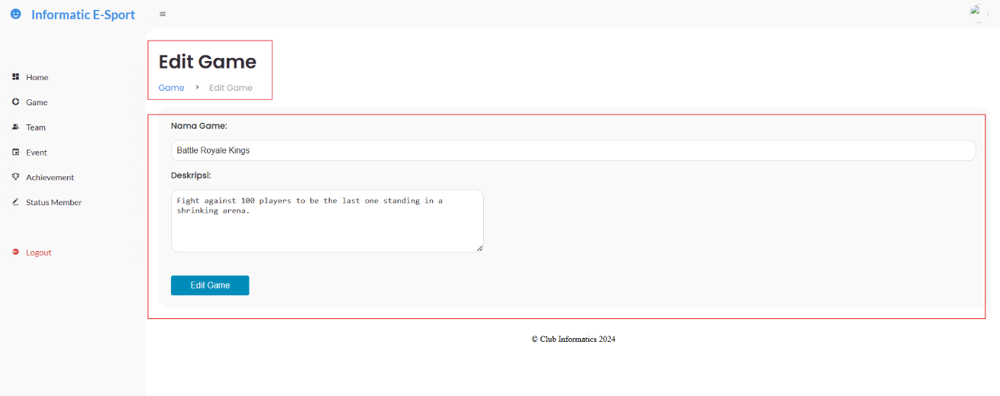 Informatic E-Sport
Home
Game
Team
Event
Achievement
Status Member
Logout
Edit Game
Game > Edit Game
Nama Game:
Battle Royale Kings
Deskripsi:
Fight against 100 players to be the last one standing in a
shrinking arena.
Edit Game
© Club Informatics 2024